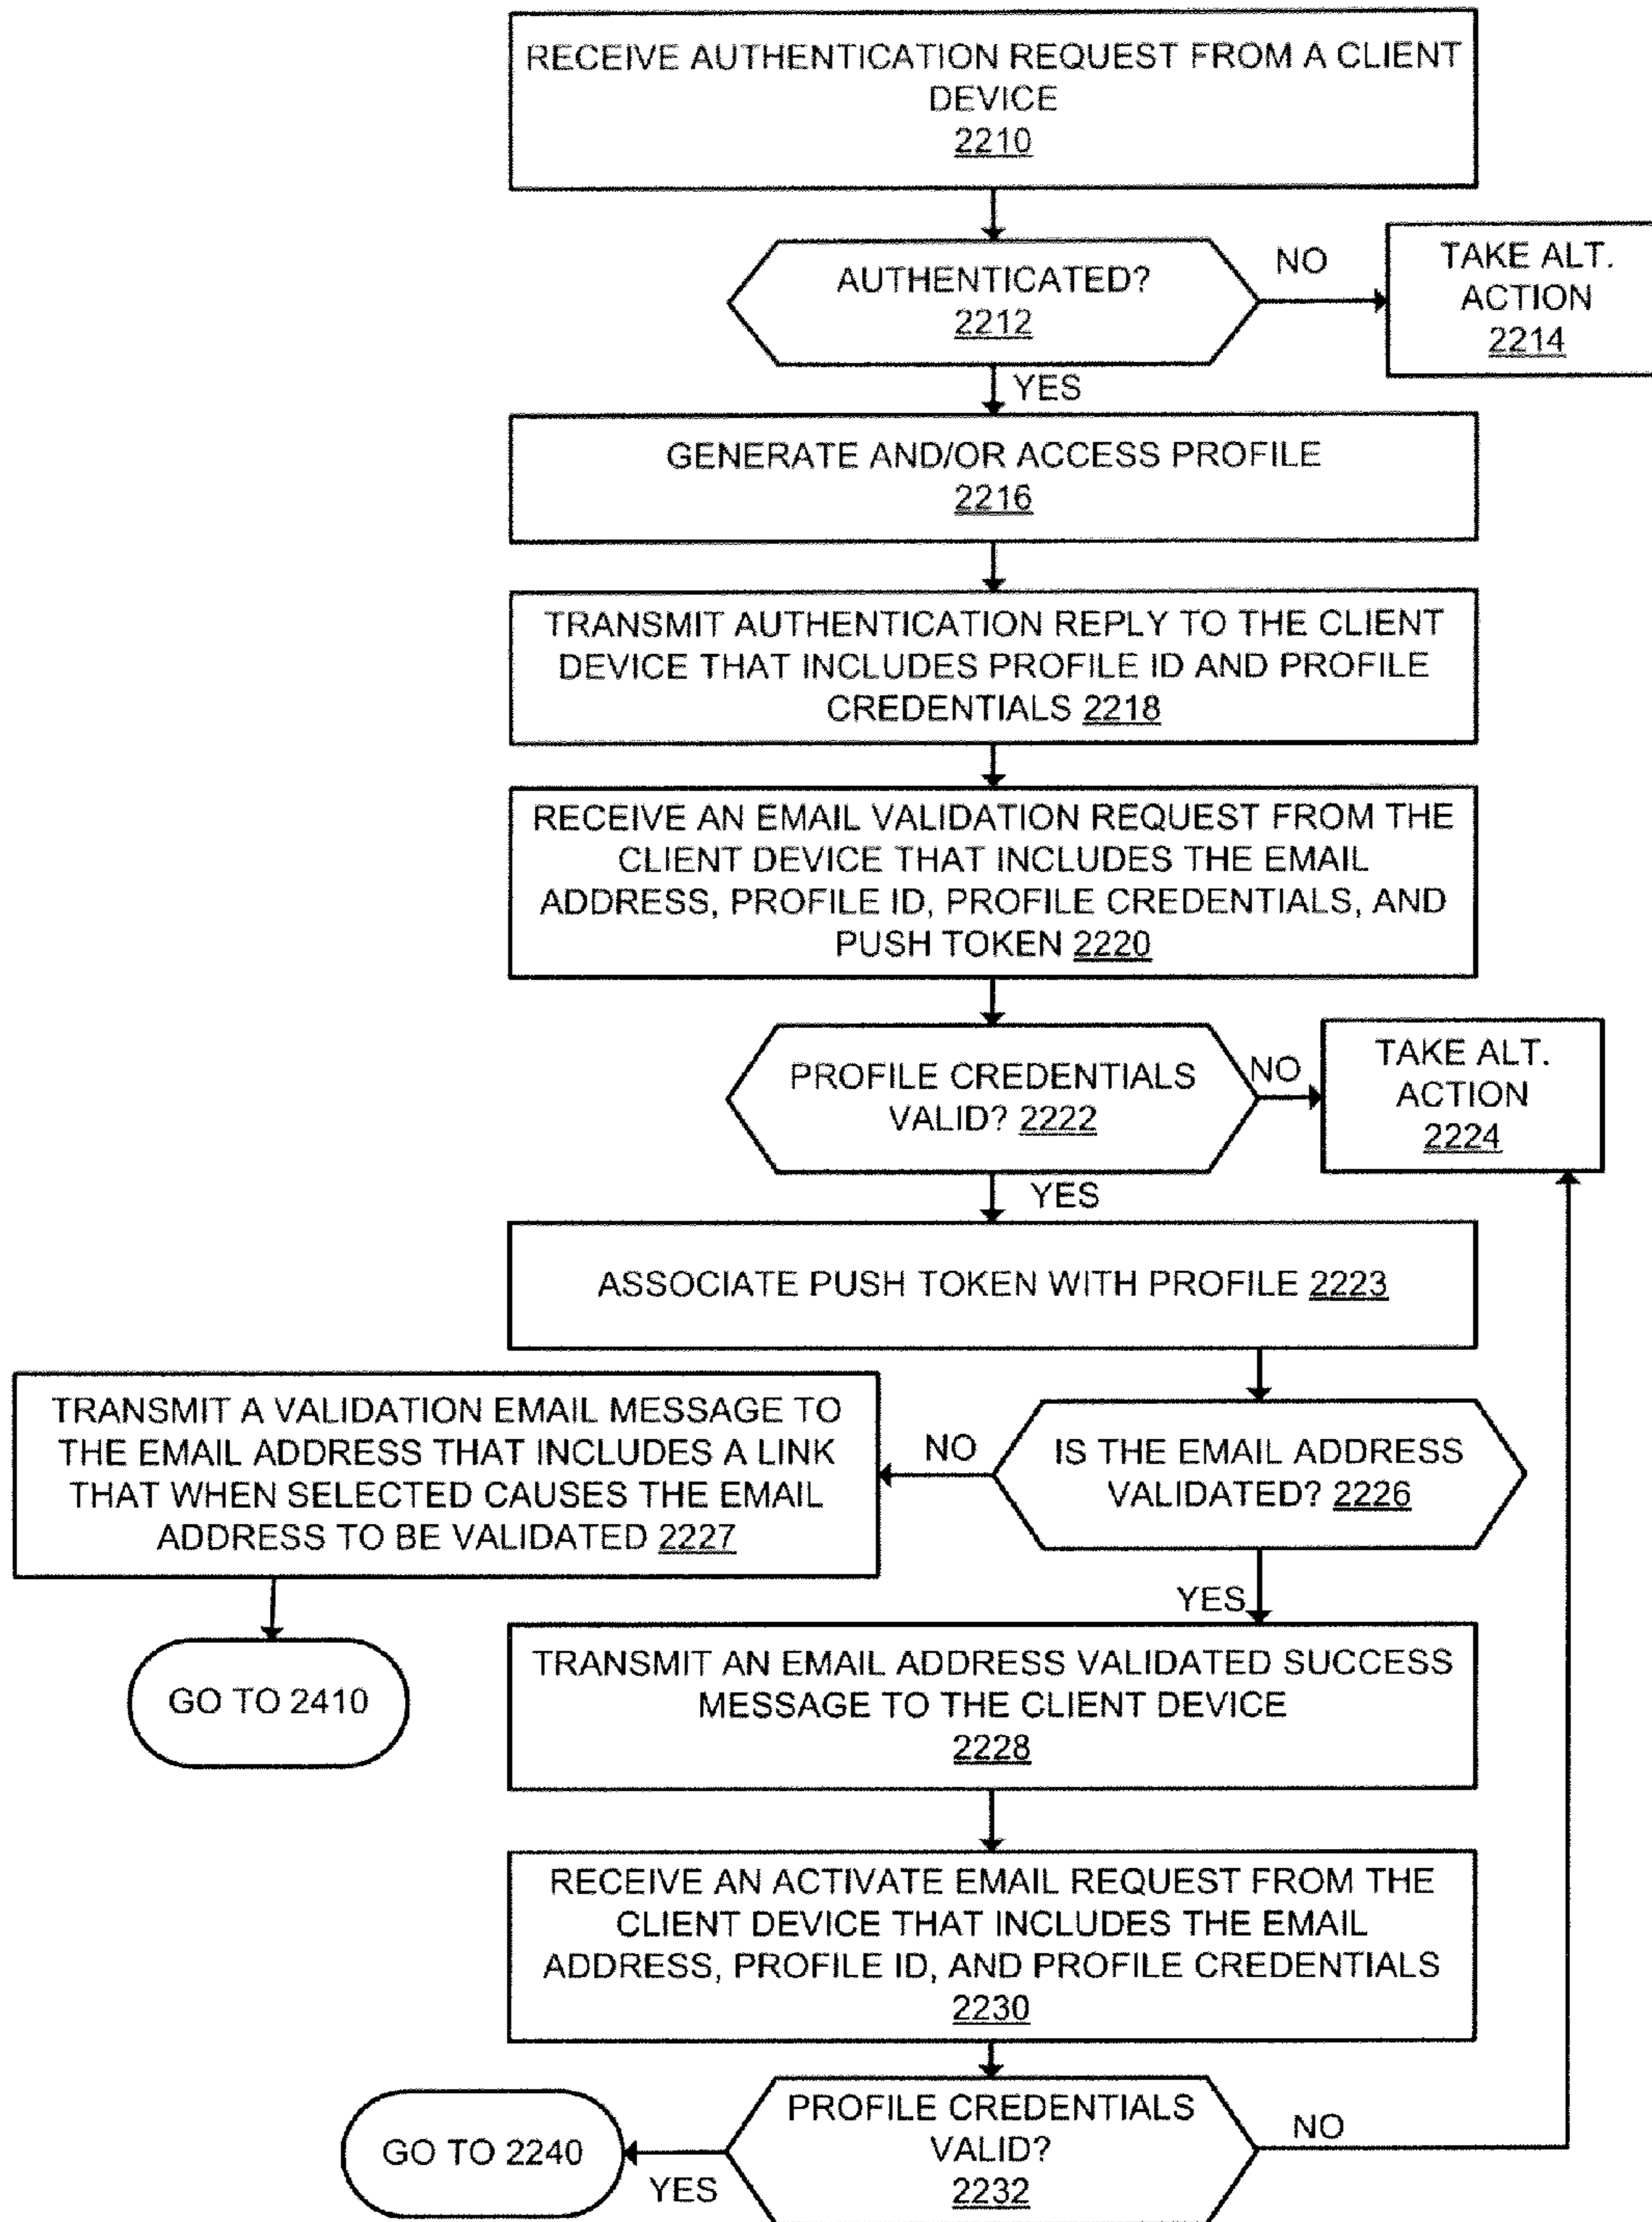 RECEIVE AUTHENTICATION REQUEST FROM A CLIENT
DEVICE
2210
AUTHENTICATED?
2212
NO
TAKE ALT.
ACTION
2214
YES
GENERATE AND/OR ACCESS PROFILE
2216
TRANSMIT AUTHENTICATION REPLY TO THE CLIENT
DEVICE THAT INCLUDES PROFILE ID AND PROFILE
CREDENTIALS 2218
RECEIVE AN EMAIL VALIDATION REQUEST FROM THE
CLIENT DEVICE THAT INCLUDES THE EMAIL
ADDRESS, PROFILE ID, PROFILE CREDENTIALS, AND
PUSH TOKEN 2220
PROFILE CREDENTIALS
VALID? 2222
NO
TAKE ALT.
ACTION
2224
YES
ASSOCIATE PUSH TOKEN WITH PROFILE 2223
IS THE EMAIL ADDRESS
VALIDATED? 2226
NO
TRANSMIT A VALIDATION EMAIL MESSAGE TO
THE EMAIL ADDRESS THAT INCLUDES A LINK
THAT WHEN SELECTED CAUSES THE EMAIL
ADDRESS TO BE VALIDATED 2227
GO TO 2410
YES
TRANSMIT AN EMAIL ADDRESS VALIDATED SUCCESS
MESSAGE TO THE CLIENT DEVICE
2228
RECEIVE AN ACTIVATE EMAIL REQUEST FROM THE
CLIENT DEVICE THAT INCLUDES THE EMAIL
ADDRESS, PROFILE ID, AND PROFILE CREDENTIALS
2230
PROFILE CREDENTIALS
VALID?
2232
NO
YES
GO TO 2240